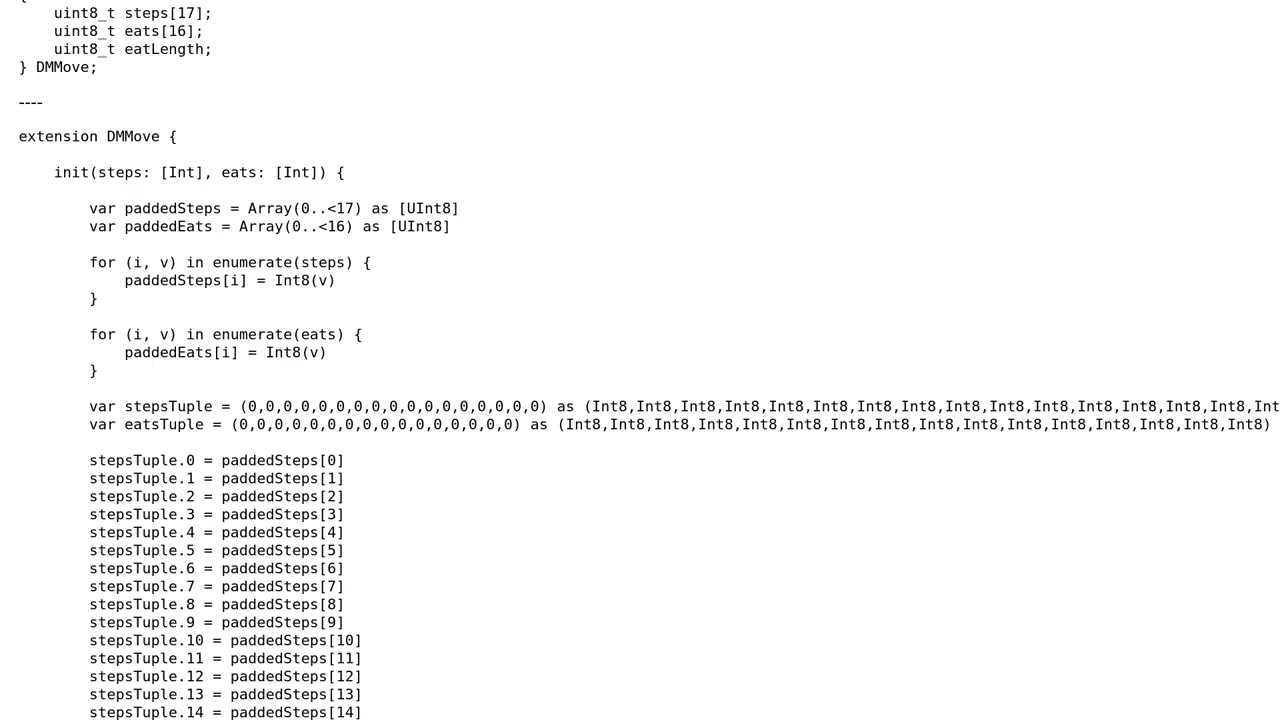 {
    uint8_t steps[17];
    uint8_t eats[16];
    uint8_t eatLength;
} DMMove;
----
extension DMMove {
    init(steps: [Int], eats: [Int]) {
        var paddedSteps = Array(0..<17) as [UInt8]
        var paddedEats = Array(0..<16) as [UInt8]
        for (i, v) in enumerate(steps) {
            paddedSteps[i] = Int8(v)
        }
        for (i, v) in enumerate(eats) {
            paddedEats[i] = Int8(v)
        }
        var stepsTuple = (0,0,0,0,0,0,0,0,0,0,0,0,0,0,0,0,0) as (Int8,Int8,Int8,Int8,Int8,Int8,Int8,Int8,Int8,Int8,Int8,Int8,Int8,Int8,Int8,Int
        var eatsTuple = (0,0,0,0,0,0,0,0,0,0,0,0,0,0,0,0) as (Int8,Int8,Int8,Int8,Int8,Int8,Int8,Int8,Int8,Int8,Int8,Int8,Int8,Int8,Int8,Int8)
        stepsTuple.0 = paddedSteps[0]
        stepsTuple.1 = paddedSteps[1]
        stepsTuple.2 = paddedSteps[2]
        stepsTuple.3 = paddedSteps[3]
        stepsTuple.4 = paddedSteps[4]
        stepsTuple.5 = paddedSteps[5]
        stepsTuple.6 = paddedSteps[6]
        stepsTuple.7 = paddedSteps[7]
        stepsTuple.8 = paddedSteps[8]
        stepsTuple.9 = paddedSteps[9]
        stepsTuple.10 = paddedSteps[10]
        stepsTuple.11 = paddedSteps[11]
        stepsTuple.12 = paddedSteps[12]
        stepsTuple.13 = paddedSteps[13]
        stepsTuple.14 = paddedSteps[14]